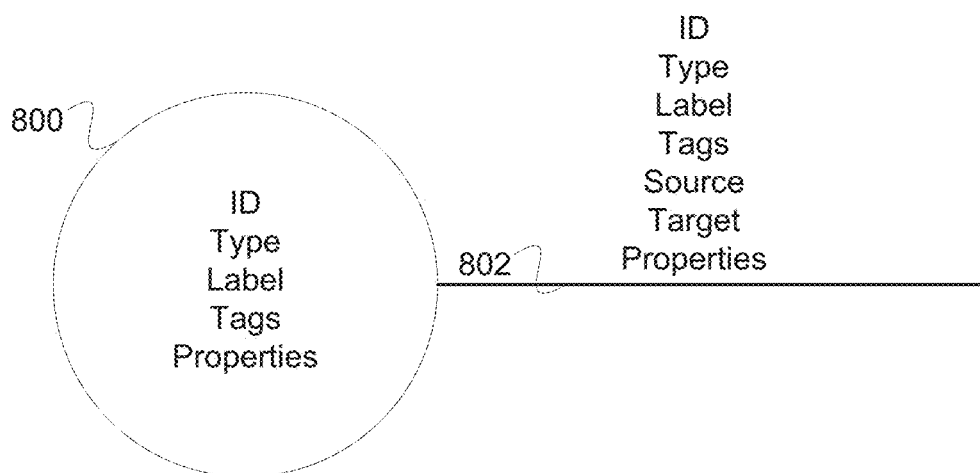 800
ID
Type
Label
Tags
Properties
802
ID
Type
Label
Tags
Source
Target
Properties